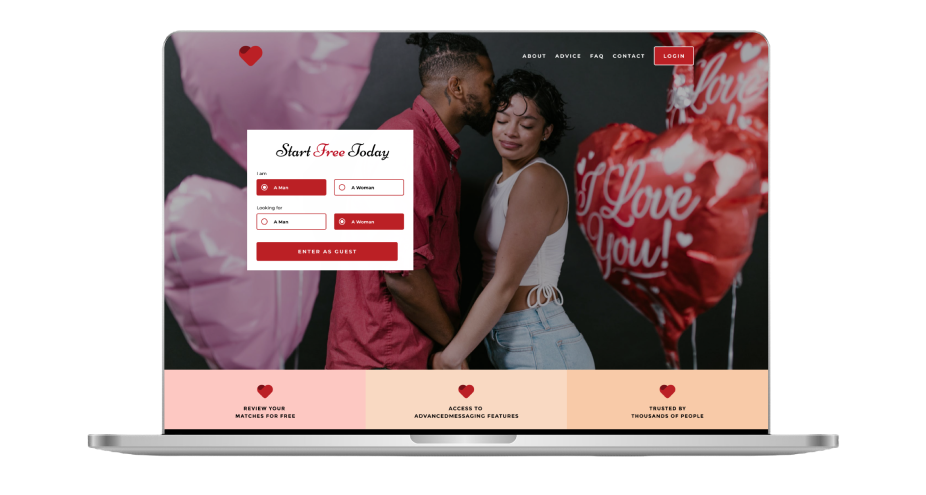 ABOUT ADVICE FAQ CONTACT LOGIN
Start Free Today
I am
A Man A Woman
Looking for
A Man A Woman
ENTER AS GUEST
I Love
You!
Love
REVIEW YOUR
MATCHES FOR FREE
ACCESS TO
ADVANCEDMESSAGING FEATURES
TRUSTED BY
THOUSANDS OF PEOPLE